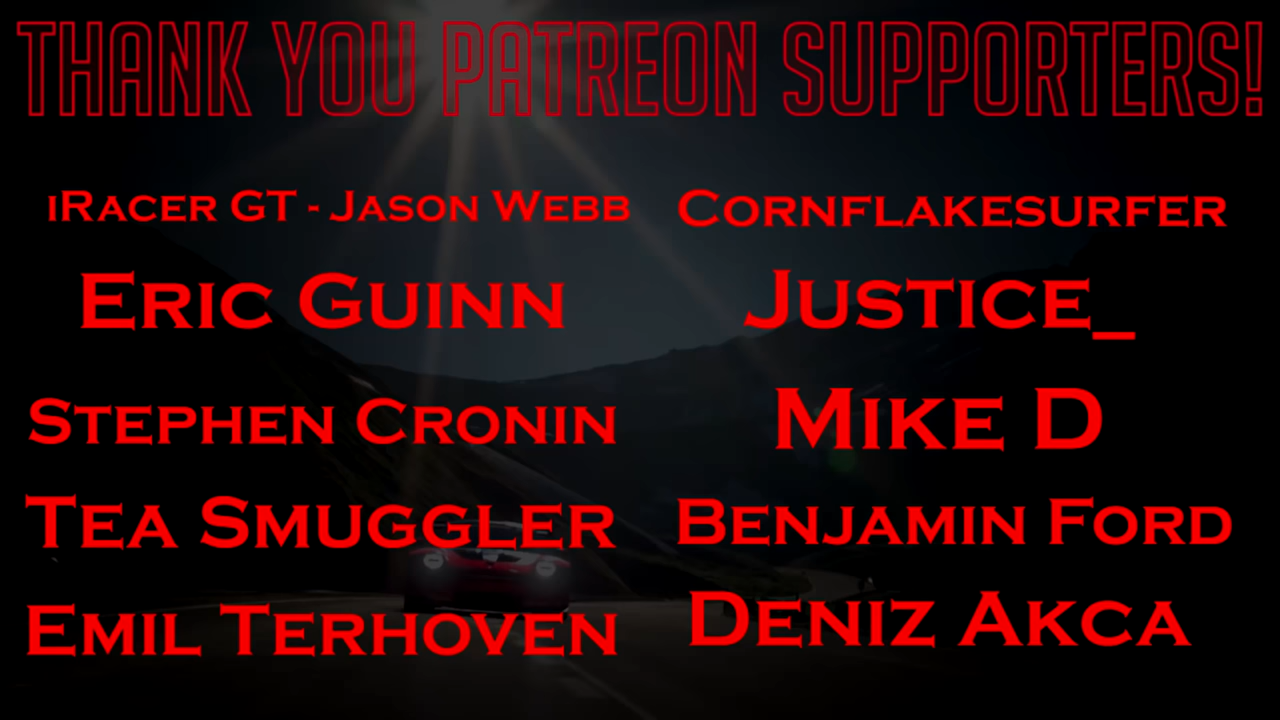 THANK YOU PATREON SUPPORTERS!
iRacer GT - Jason Webb
Cornflakesurfer
Eric Guinn
Justice_
Stephen Cronin
Mike D
Tea Smuggler
Benjamin Ford
Emil Terhoven
Deniz Akca